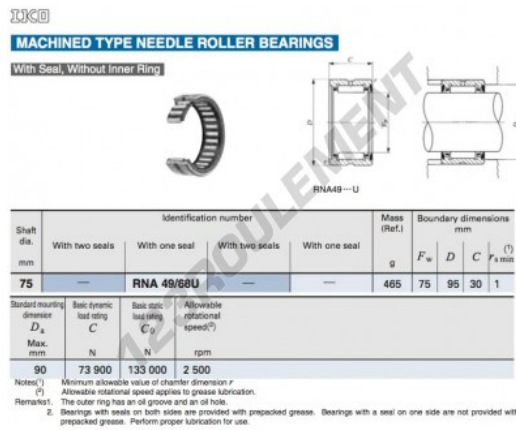 IKO
MACHINED TYPE NEEDLE ROLLER BEARINGS
With Seal, Without Inner Ring
C
D
Fw
RNA49···U
Shaft dia. mm
Identification number
Mass (Ref.) g
Boundary dimensions mm
With two seals
With one seal
With two seals
With one seal
Fw D C rs min (1)
75 — RNA 49/68U — — 465 75 95 30 1
Standard mounting dimension Da Max. mm
Basic dynamic load rating C N
Basic static load rating C0 N
Allowable rotational speed(2) rpm
90 73 900 133 000 2 500
Notes(1) Minimum allowable value of chamfer dimension r
(2) Allowable rotational speed applies to grease lubrication.
Remarks1. The outer ring has an oil groove and an oil hole.
2. Bearings with seals on both sides are provided with prepacked grease. Bearings with a seal on one side are not provided with
prepacked grease. Perform proper lubrication for use.
123ROULEMENT